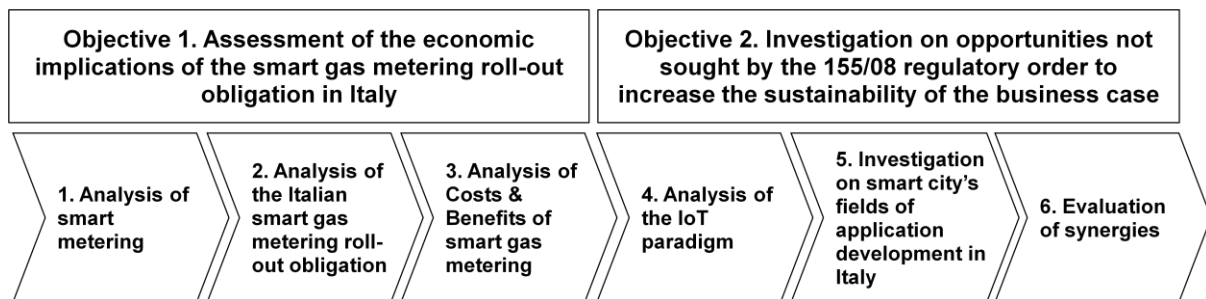 Objective 1. Assessment of the economic
implications of the smart gas metering roll-out
obligation in Italy
Objective 2. Investigation on opportunities not
sought by the 155/08 regulatory order to
increase the sustainability of the business case
1. Analysis of
smart
metering
2. Analysis of
the Italian
smart gas
metering roll-
out obligation
3. Analysis of
Costs &
Benefits of
smart gas
metering
4. Analysis of
the IoT
paradigm
5. Investigation
on smart city's
fields of
application
development in
Italy
6. Evaluation
of synergies